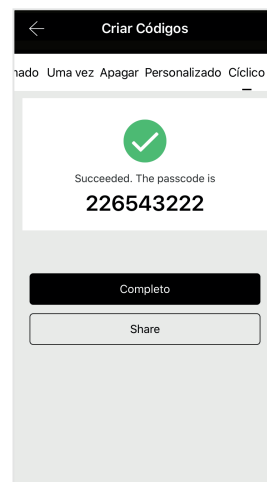 Criar Códigos
nado Uma vez Apagar Personalizado Cíclico
Succeeded. The passcode is
226543222
Completo
Share